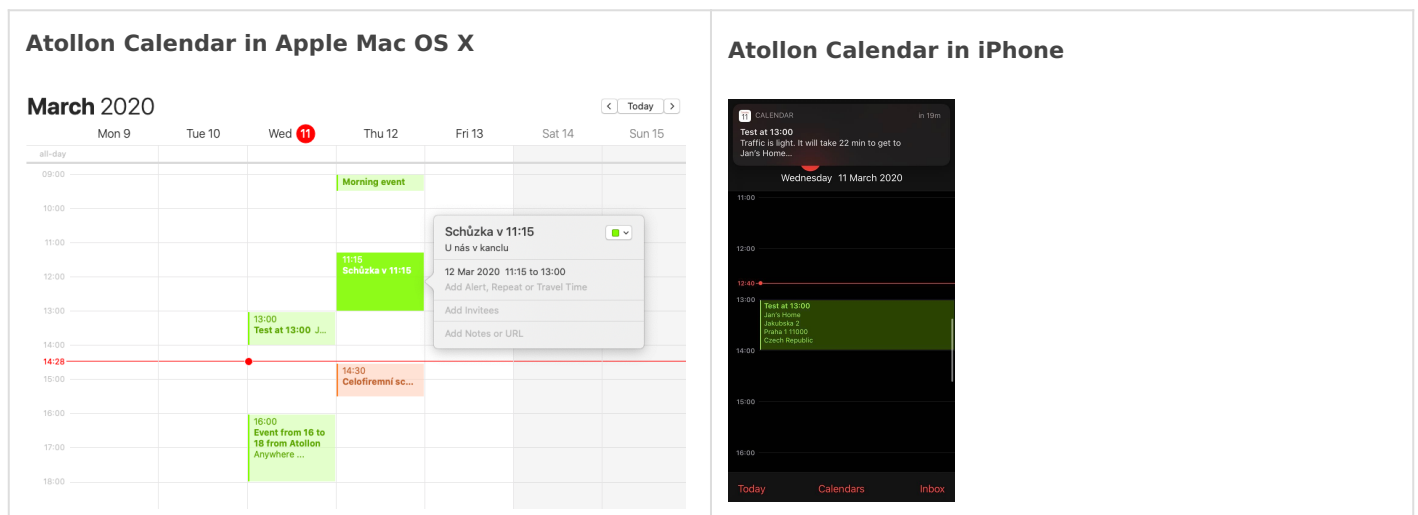 Atollon Calendar in Apple Mac OS X
March 2020
< Today >
Mon 9 Tue 10 Wed 11 Thu 12 Fri 13 Sat 14 Sun 15
all-day
09:00
Morning event
10:00
11:00
11:15
Schůzka v 11:15
12:00
13:00
13:00
Test at 13:00 J...
14:00
14:28
14:30
Celofiremní sc...
15:00
16:00
16:00
Event from 16 to
18 from Atollon
Anywhere ...
17:00
18:00
Schůzka v 11:15
U nás v kanclu
12 Mar 2020 11:15 to 13:00
Add Alert, Repeat or Travel Time
Add Invitees
Add Notes or URL
Atollon Calendar in iPhone
11 CALENDAR in 19m
Test at 13:00
Traffic is light. It will take 22 min to get to
Jan's Home...
Wednesday 11 March 2020
11:00
12:00
12:40
13:00
Test at 13:00
Jan's Home
Jakubska 2
Praha 1 11000
Czech Republic
14:00
15:00
16:00
Today Calendars Inbox